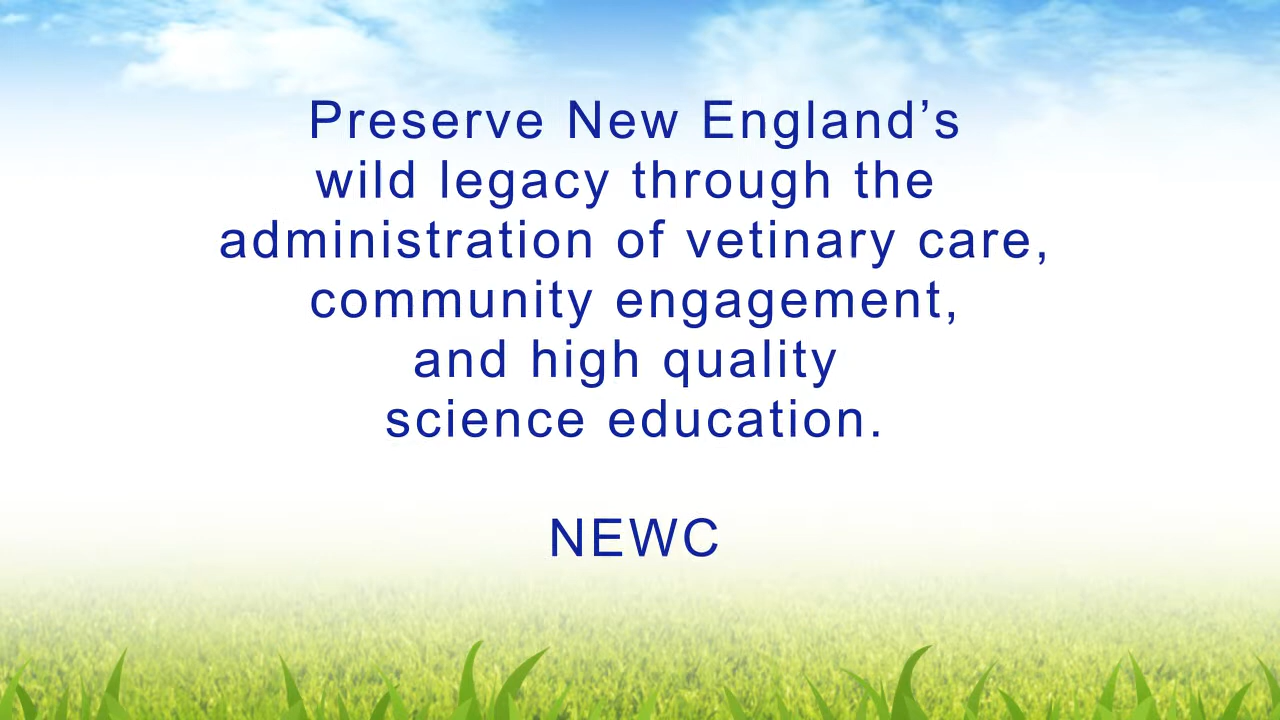 Preserve New England’s
wild legacy through the
administration of vetinary care,
community engagement,
and high quality
science education.
NEWC